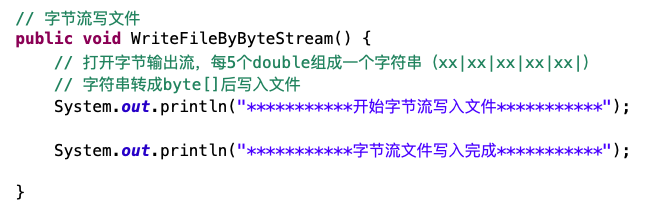 // 字节流写文件
public void WriteFileByByteStream() {
// 打开字节输出流，每5个double组成一个字符串（xx|xx|xx|xx|xx|）
// 字符串转成byte[]后写入文件
System.out.println("***********开始字节流写入文件***********");
System.out.println("***********字节流文件写入完成***********");
}